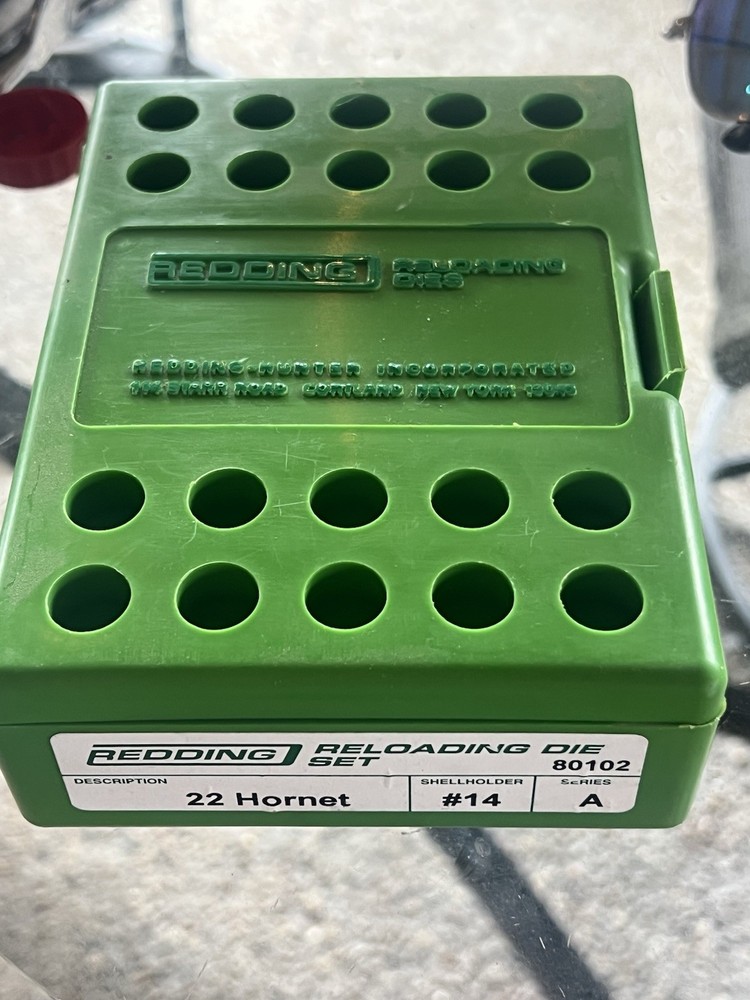 REDDING RELOADING
DIES
REDDING-HUNTER INCORPORATED
STARR ROAD CORTLAND, NEW YORK 13045
REDDING RELOADING DIE
SET 80102
DESCRIPTION SHELLHOLDER SERIES
22 Hornet #14 A